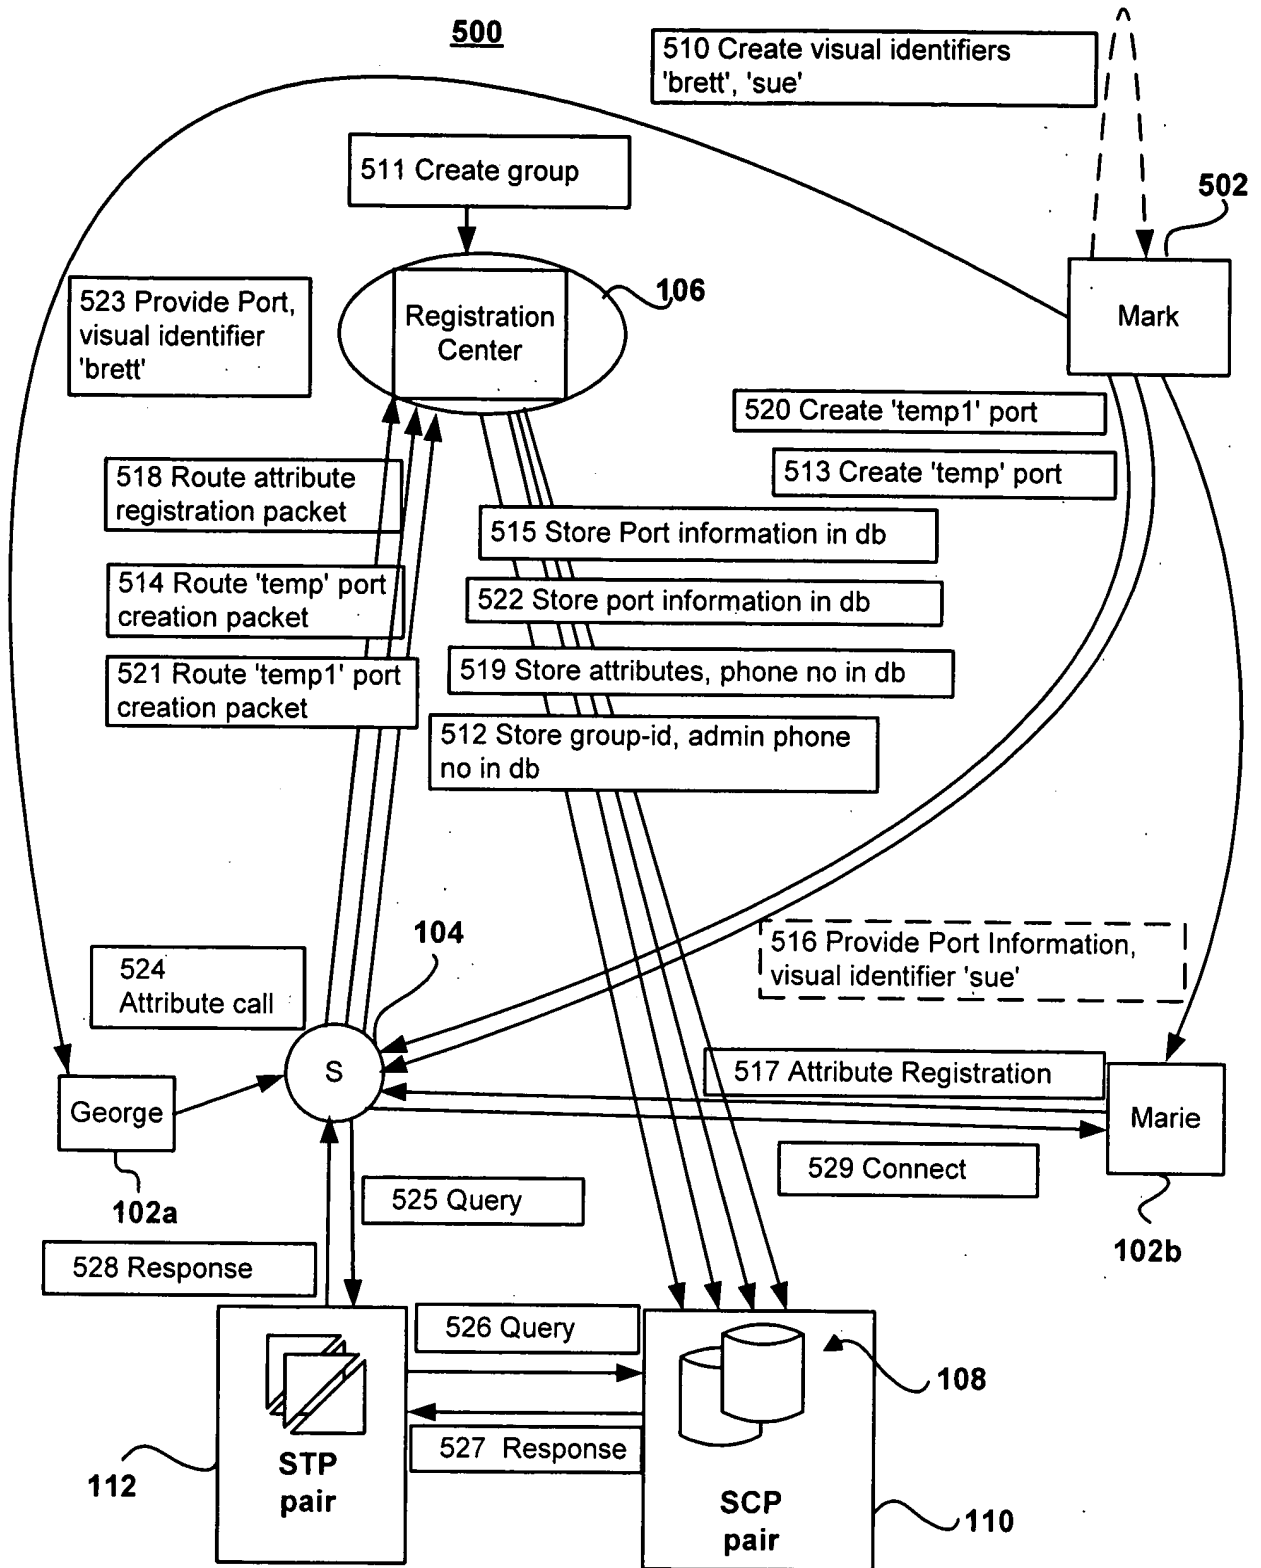 500
510 Create visual identifiers
'brett', 'sue'
511 Create group
502
523 Provide Port,
visual identifier
'brett'
106
Registration
Center
Mark
520 Create 'temp1' port
513 Create 'temp' port
518 Route attribute
registration packet
515 Store Port information in db
514 Route 'temp' port
creation packet
522 Store port information in db
521 Route 'temp1' port
creation packet
519 Store attributes, phone no in db
512 Store group-id, admin phone
no in db
104
516 Provide Port Information,
visual identifier 'sue'
524
Attribute call
S
517 Attribute Registration
George
Marie
529 Connect
102a
525 Query
102b
528 Response
526 Query
108
527 Response
STP
pair
112
SCP
pair
110